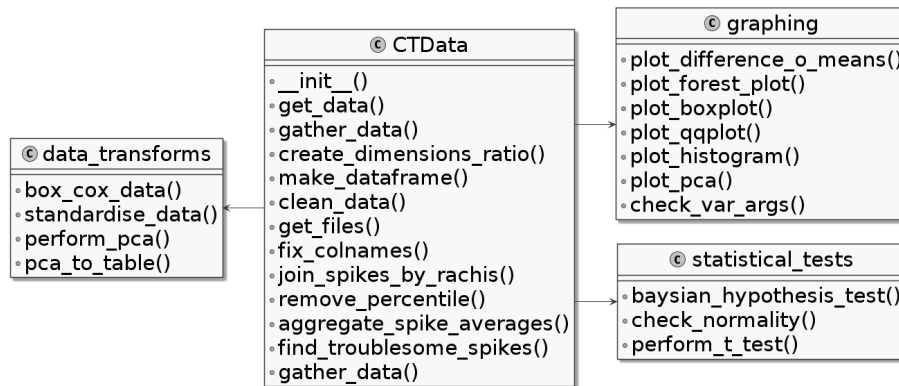 C data_transforms
box_cox_data()
standardise_data()
perform_pca()
pca_to_table()
C CTData
__init__()
get_data()
gather_data()
create_dimensions_ratio()
make_dataframe()
clean_data()
get_files()
fix_colnames()
join_spikes_by_rachis()
remove_percentile()
aggregate_spike_averages()
find_troublesome_spikes()
gather_data()
C graphing
plot_difference_o_means()
plot_forest_plot()
plot_boxplot()
plot_qqplot()
plot_histogram()
plot_pca()
check_var_args()
C statistical_tests
baysian_hypothesis_test()
check_normality()
perform_t_test()